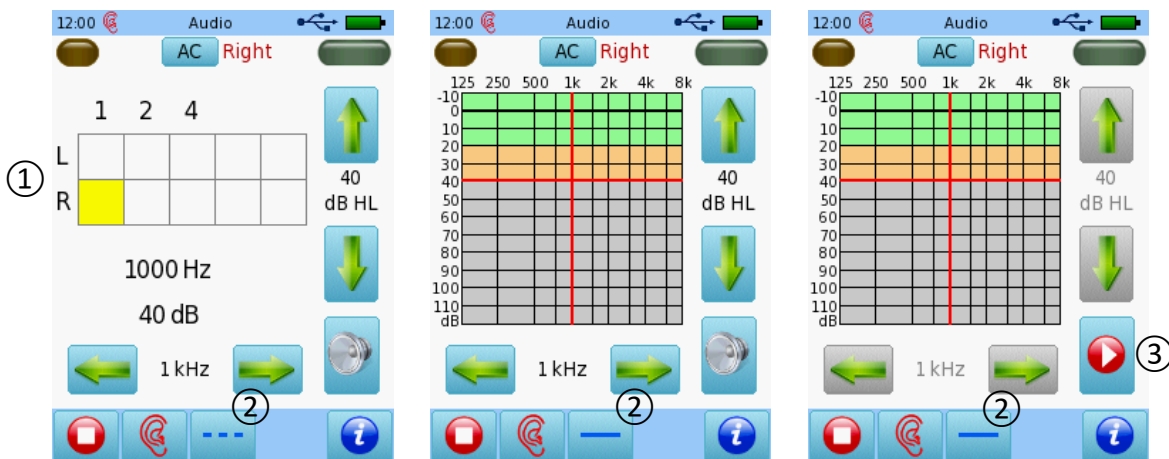 12:00 Audio
AC Right
1 2 4
L
R
①
40
dB HL
1000 Hz
40 dB
1 kHz
②
i
12:00 Audio
AC Right
125 250 500 1k 2k 4k 8k
-10
0
10
20
30
40
50
60
70
80
90
100
110
dB
40
dB HL
1 kHz
②
i
12:00 Audio
AC Right
125 250 500 1k 2k 4k 8k
-10
0
10
20
30
40
50
60
70
80
90
100
110
dB
40
dB HL
③
1 kHz
②
i